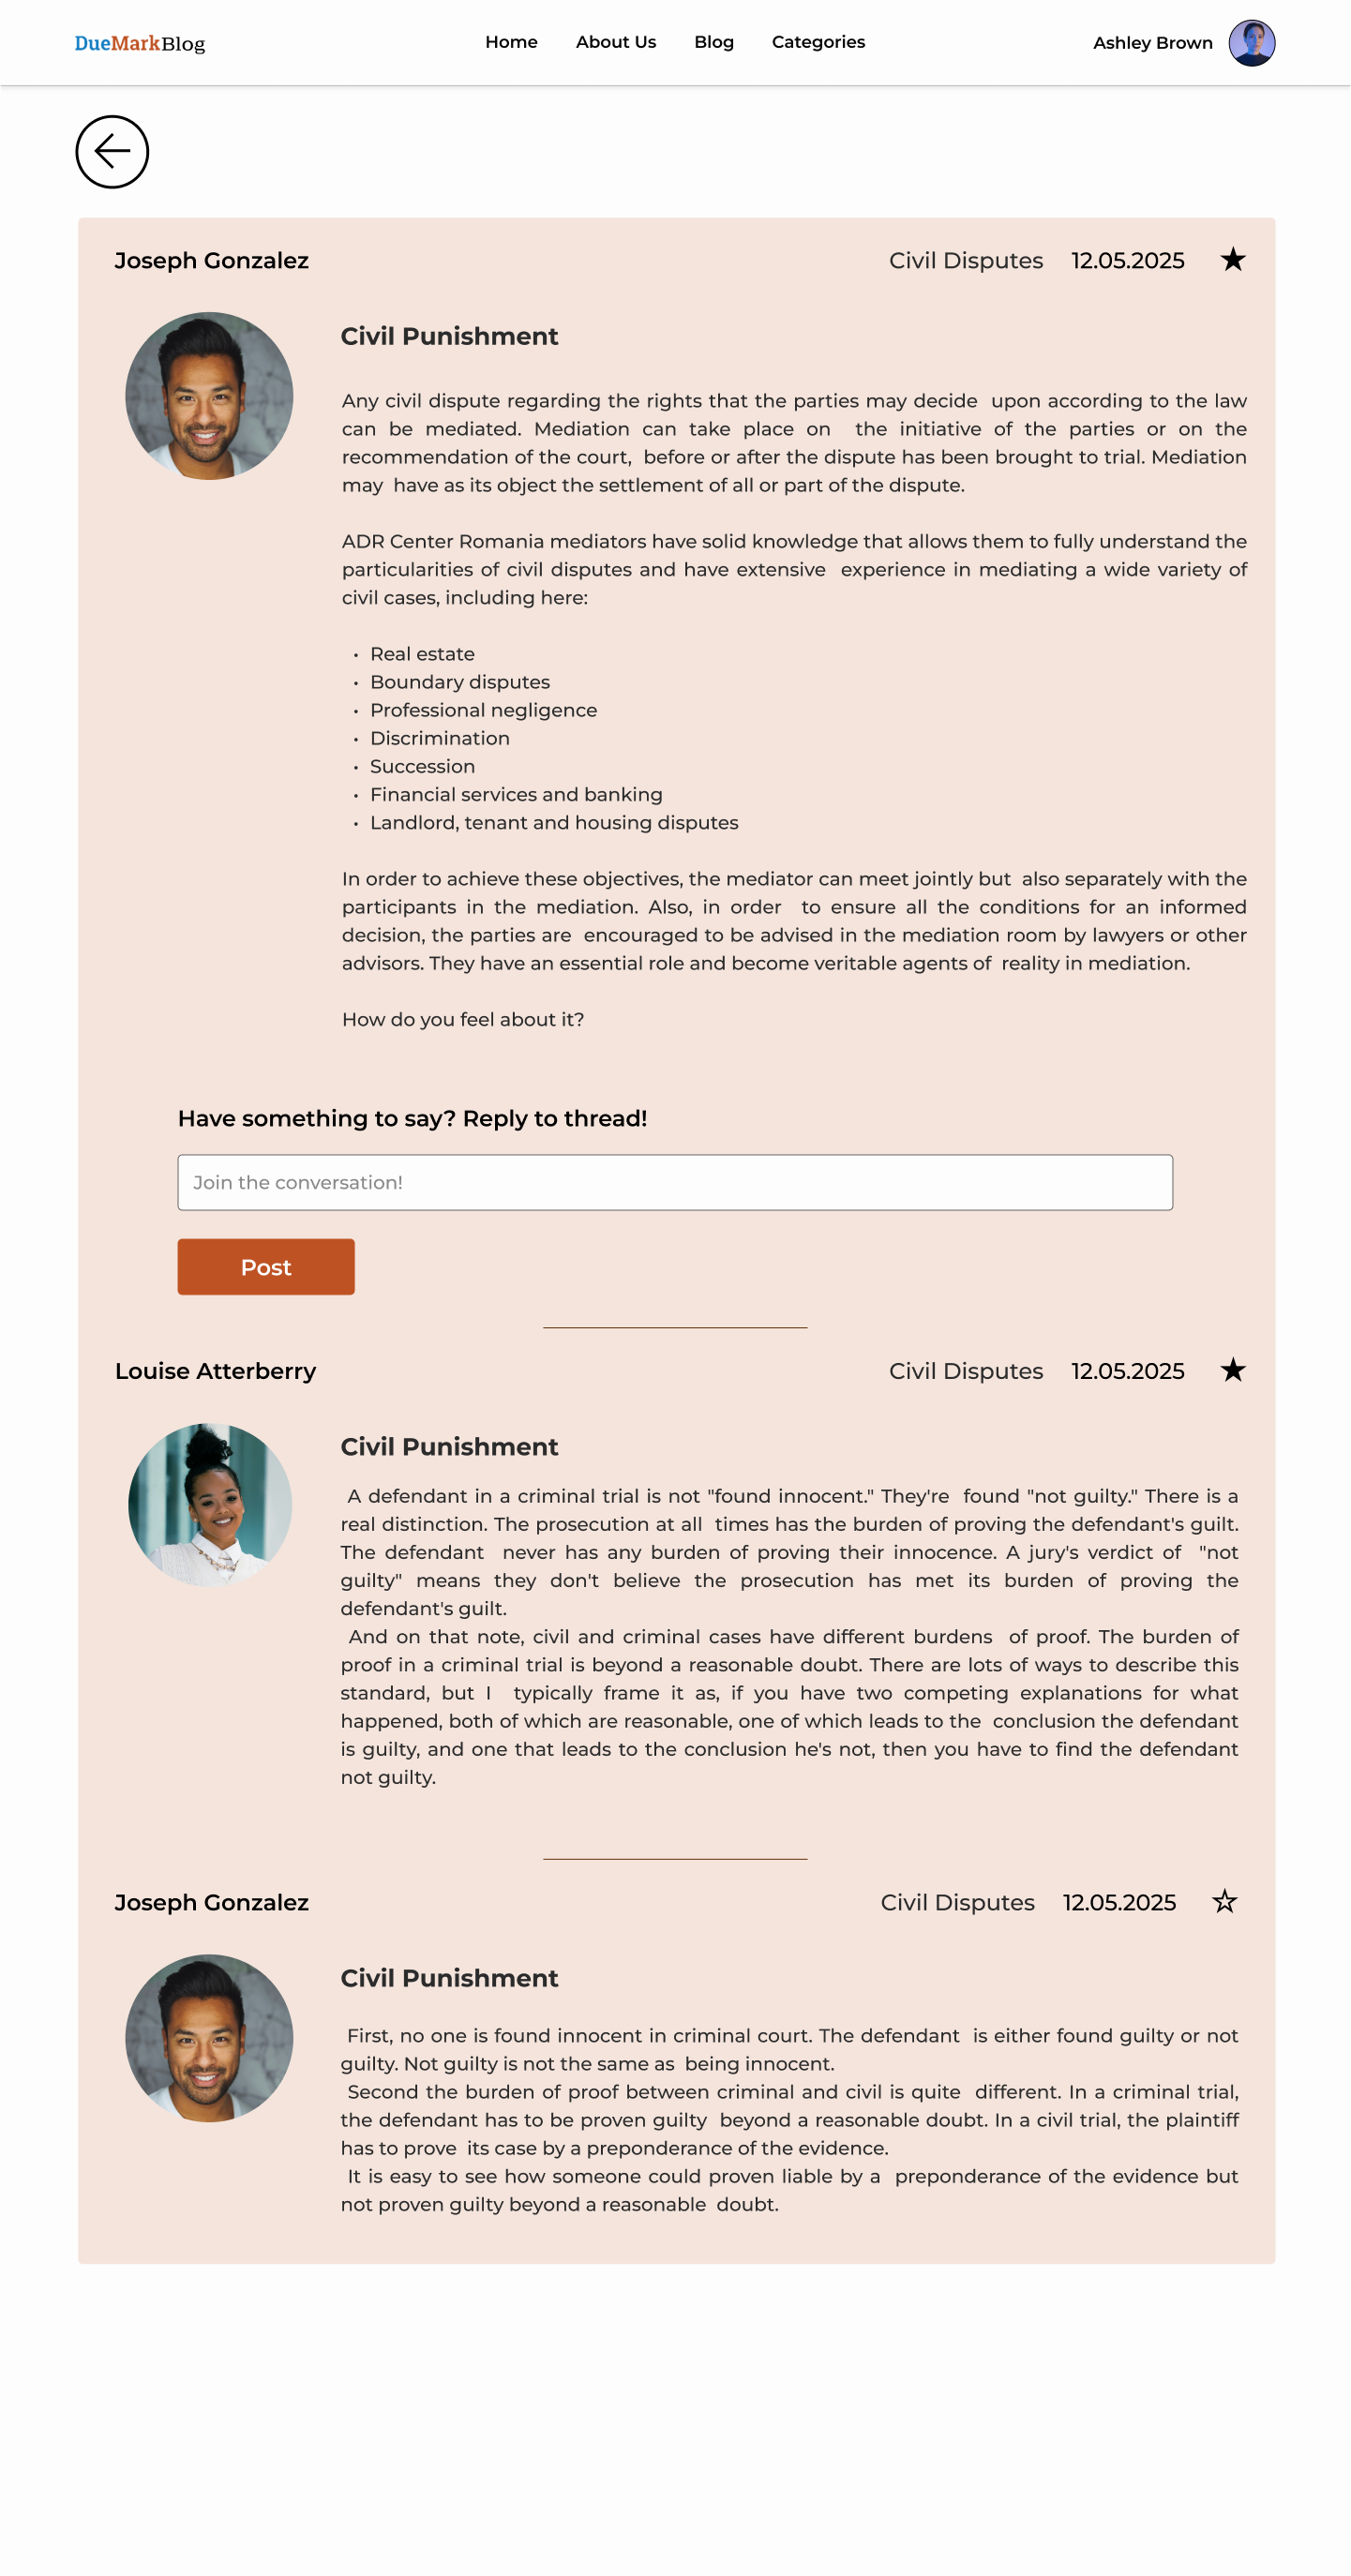 DueMarkBlog
Home About Us Blog Categories
Ashley Brown
Joseph Gonzalez
Civil Disputes 12.05.2025
Civil Punishment
Any civil dispute regarding the rights that the parties may decide upon according to the law
can be mediated. Mediation can take place on the initiative of the parties or on the
recommendation of the court, before or after the dispute has been brought to trial. Mediation
may have as its object the settlement of all or part of the dispute.
ADR Center Romania mediators have solid knowledge that allows them to fully understand the
particularities of civil disputes and have extensive experience in mediating a wide variety of
civil cases, including here:
• Real estate
• Boundary disputes
• Professional negligence
• Discrimination
• Succession
• Financial services and banking
• Landlord, tenant and housing disputes
In order to achieve these objectives, the mediator can meet jointly but also separately with the
participants in the mediation. Also, in order to ensure all the conditions for an informed
decision, the parties are encouraged to be advised in the mediation room by lawyers or other
advisors. They have an essential role and become veritable agents of reality in mediation.
How do you feel about it?
Have something to say? Reply to thread!
Join the conversation!
Post
Louise Atterberry
Civil Disputes 12.05.2025
Civil Punishment
A defendant in a criminal trial is not "found innocent." They're found "not guilty." There is a
real distinction. The prosecution at all times has the burden of proving the defendant's guilt.
The defendant never has any burden of proving their innocence. A jury's verdict of "not
guilty" means they don't believe the prosecution has met its burden of proving the
defendant's guilt.
And on that note, civil and criminal cases have different burdens of proof. The burden of
proof in a criminal trial is beyond a reasonable doubt. There are lots of ways to describe this
standard, but I typically frame it as, if you have two competing explanations for what
happened, both of which are reasonable, one of which leads to the conclusion the defendant
is guilty, and one that leads to the conclusion he's not, then you have to find the defendant
not guilty.
Joseph Gonzalez
Civil Disputes 12.05.2025
Civil Punishment
First, no one is found innocent in criminal court. The defendant is either found guilty or not
guilty. Not guilty is not the same as being innocent.
Second the burden of proof between criminal and civil is quite different. In a criminal trial,
the defendant has to be proven guilty beyond a reasonable doubt. In a civil trial, the plaintiff
has to prove its case by a preponderance of the evidence.
It is easy to see how someone could proven liable by a preponderance of the evidence but
not proven guilty beyond a reasonable doubt.